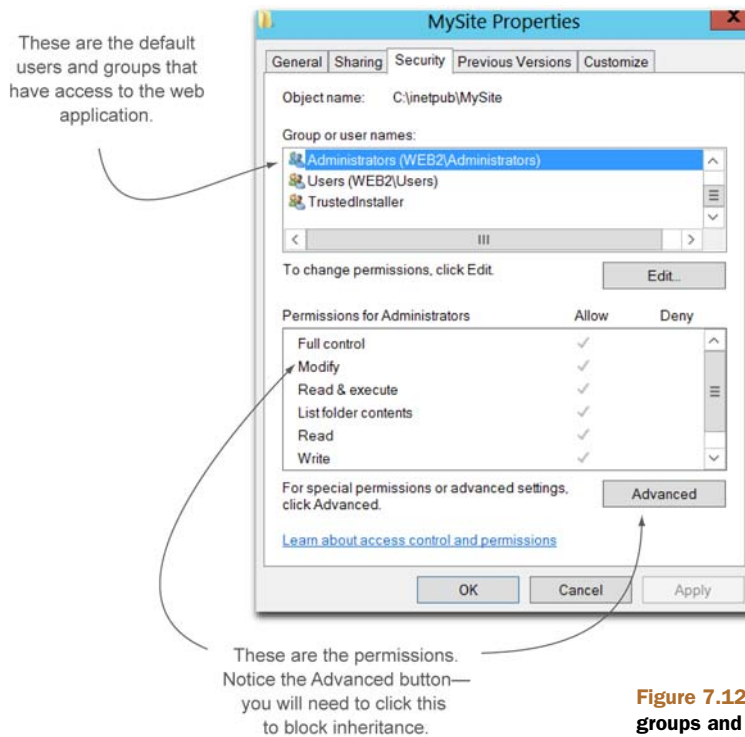 These are the default
users and groups that
have access to the web
application.
MySite Properties
X
General Sharing Security Previous Versions Customize
Object name: C:\inetpub\MySite
Group or user names:
Administrators (WEB2\Administrators)
Users (WEB2\Users)
TrustedInstaller
To change permissions, click Edit.
Edit...
Permissions for Administrators Allow Deny
Full control
Modify
Read & execute
List folder contents
Read
Write
For special permissions or advanced settings,
click Advanced.
Advanced
Learn about access control and permissions
OK Cancel Apply
These are the permissions.
Notice the Advanced button—
you will need to click this
to block inheritance.
Figure 7.12
groups and